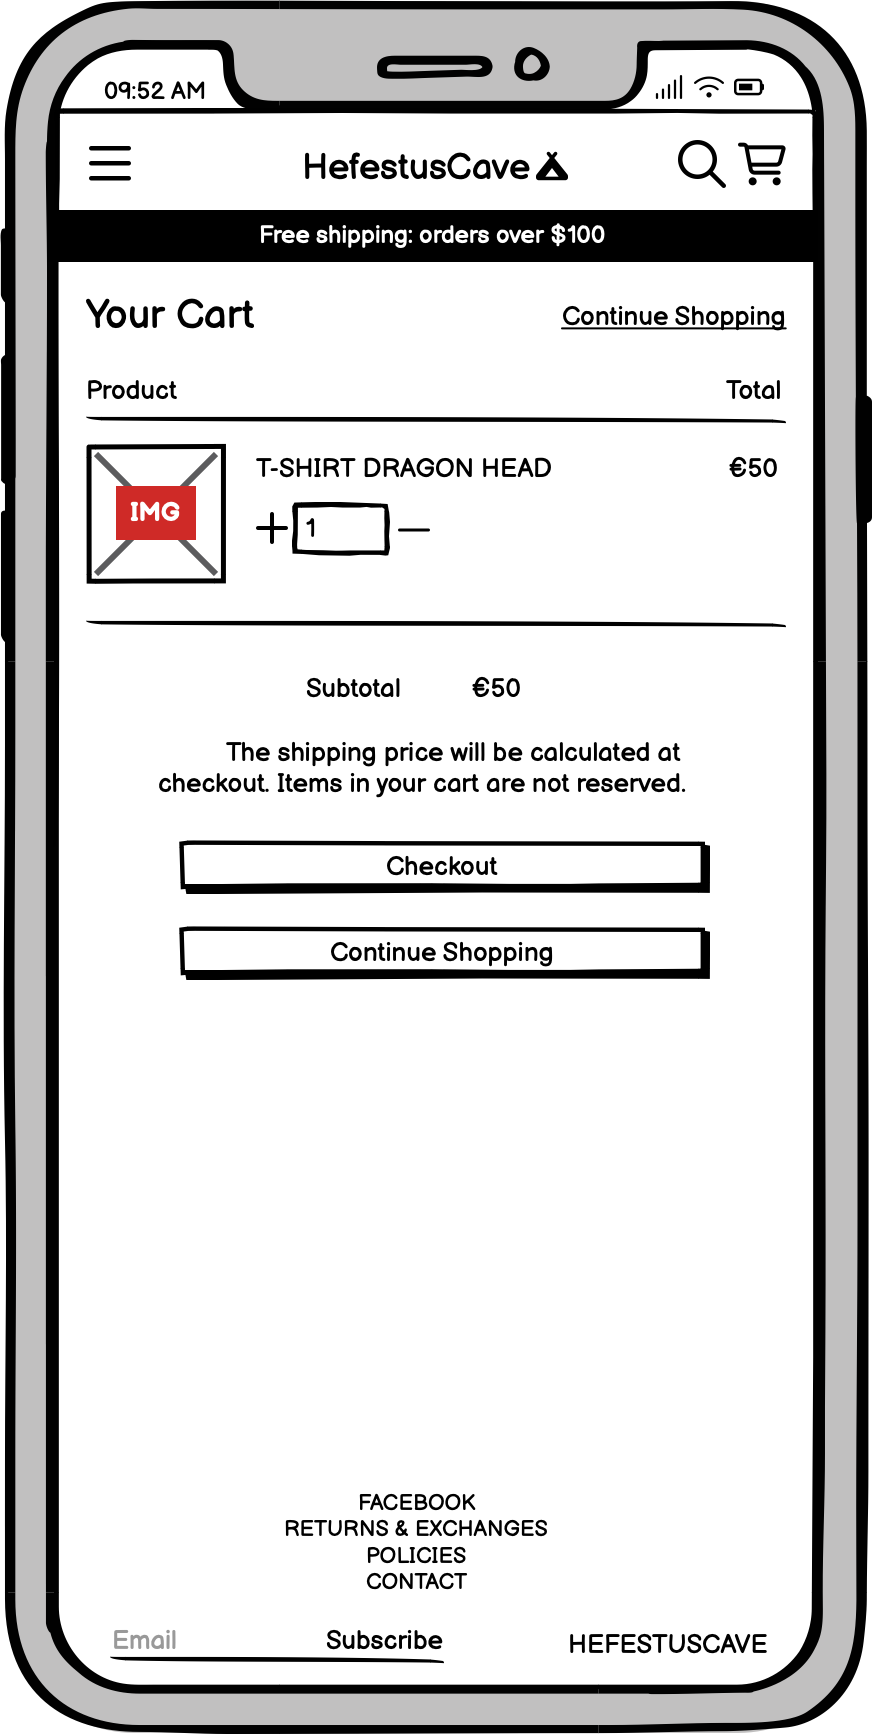 09:52 AM
HefestusCave
Free shipping: orders over $100
Your Cart
Continue Shopping
Product
Total
IMG
T-SHIRT DRAGON HEAD
€50
1
Subtotal
€50
The shipping price will be calculated at
checkout. Items in your cart are not reserved.
Checkout
Continue Shopping
FACEBOOK
RETURNS & EXCHANGES
POLICIES
CONTACT
Email
Subscribe
HEFESTUSCAVE